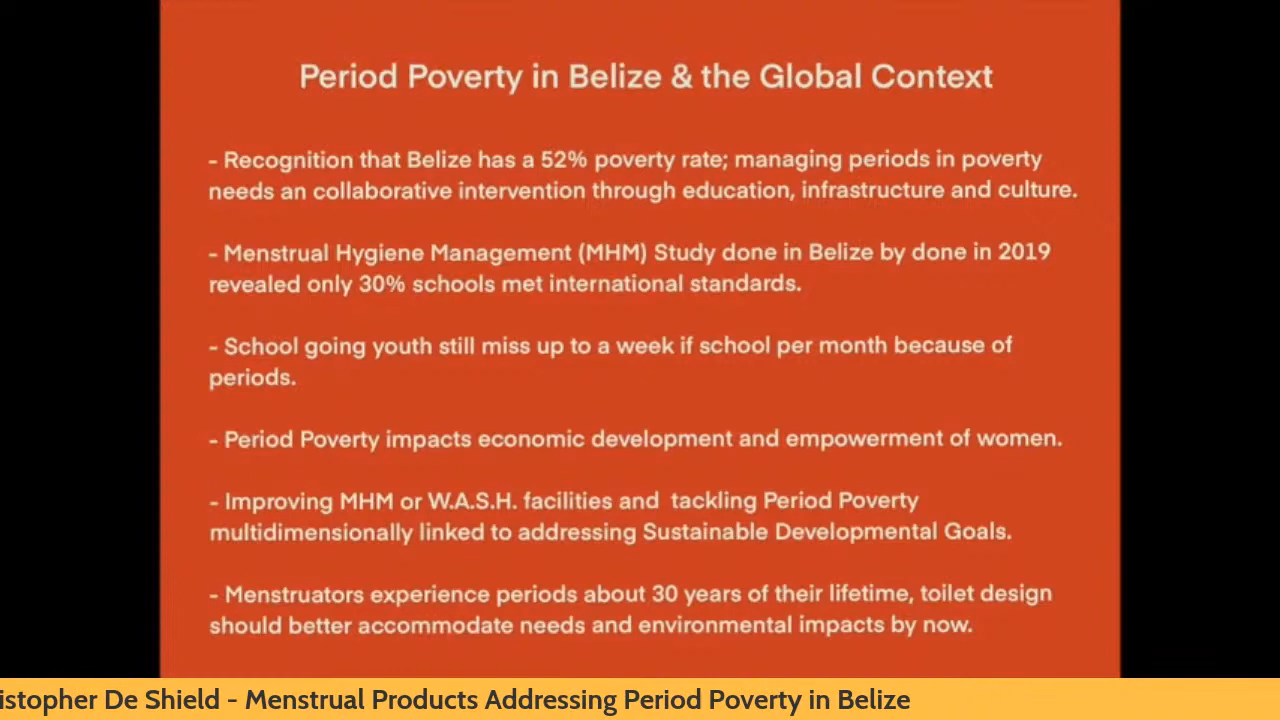 Period Poverty in Belize & the Global Context
- Recognition that Belize has a 52% poverty rate; managing periods in poverty
needs an collaborative intervention through education, infrastructure and culture.
- Menstrual Hygiene Management (MHM) Study done in Belize by done in 2019
revealed only 30% schools met international standards.
- School going youth still miss up to a week if school per month because of
periods.
- Period Poverty impacts economic development and empowerment of women.
- Improving MHM or W.A.S.H. facilities and  tackling Period Poverty
multidimensionally linked to addressing Sustainable Developmental Goals.
- Menstruators experience periods about 30 years of their lifetime, toilet design
should better accommodate needs and environmental impacts by now.
istopher De Shield - Menstrual Products Addressing Period Poverty in Belize